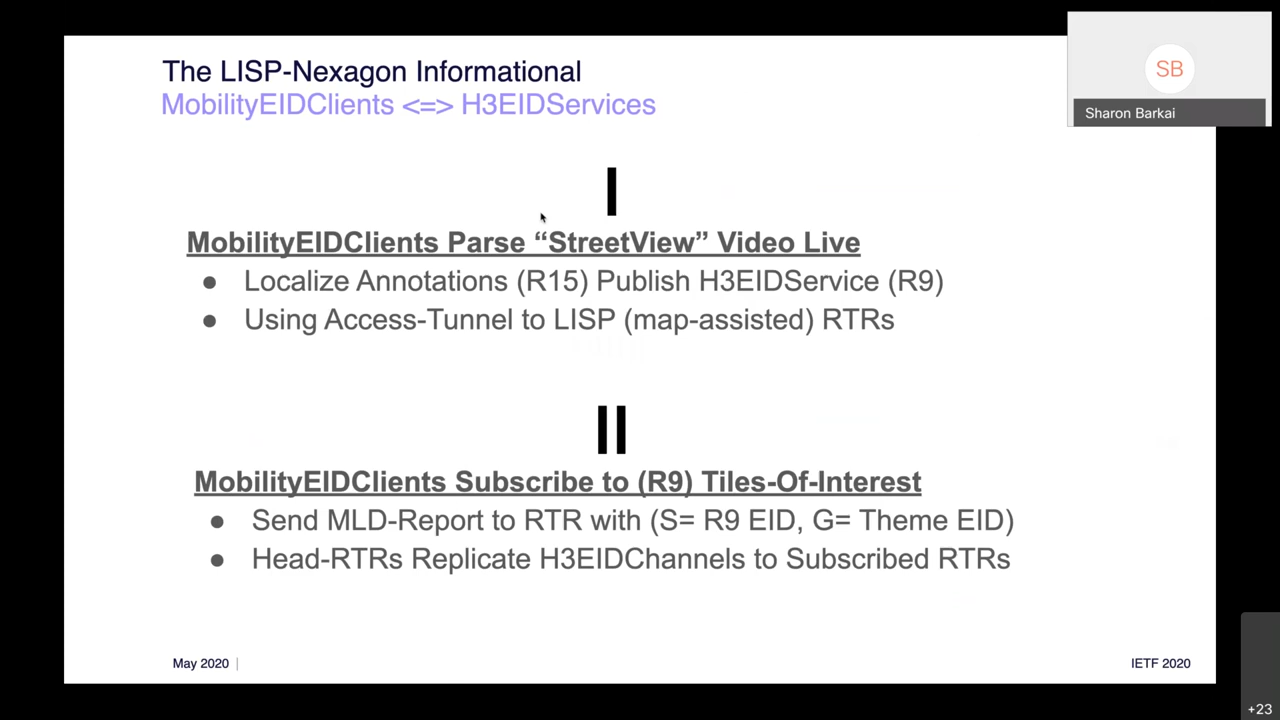 The LISP-Nexagon Informational
MobilityEIDClients <=> H3EIDServices
SB
Sharon Barkai
I
MobilityEIDClients Parse “StreetView” Video Live
● Localize Annotations (R15) Publish H3EIDService (R9)
● Using Access-Tunnel to LISP (map-assisted) RTRs
II
MobilityEIDClients Subscribe to (R9) Tiles-Of-Interest
● Send MLD-Report to RTR with (S= R9 EID, G= Theme EID)
● Head-RTRs Replicate H3EIDChannels to Subscribed RTRs
May 2020 |
IETF 2020
+23